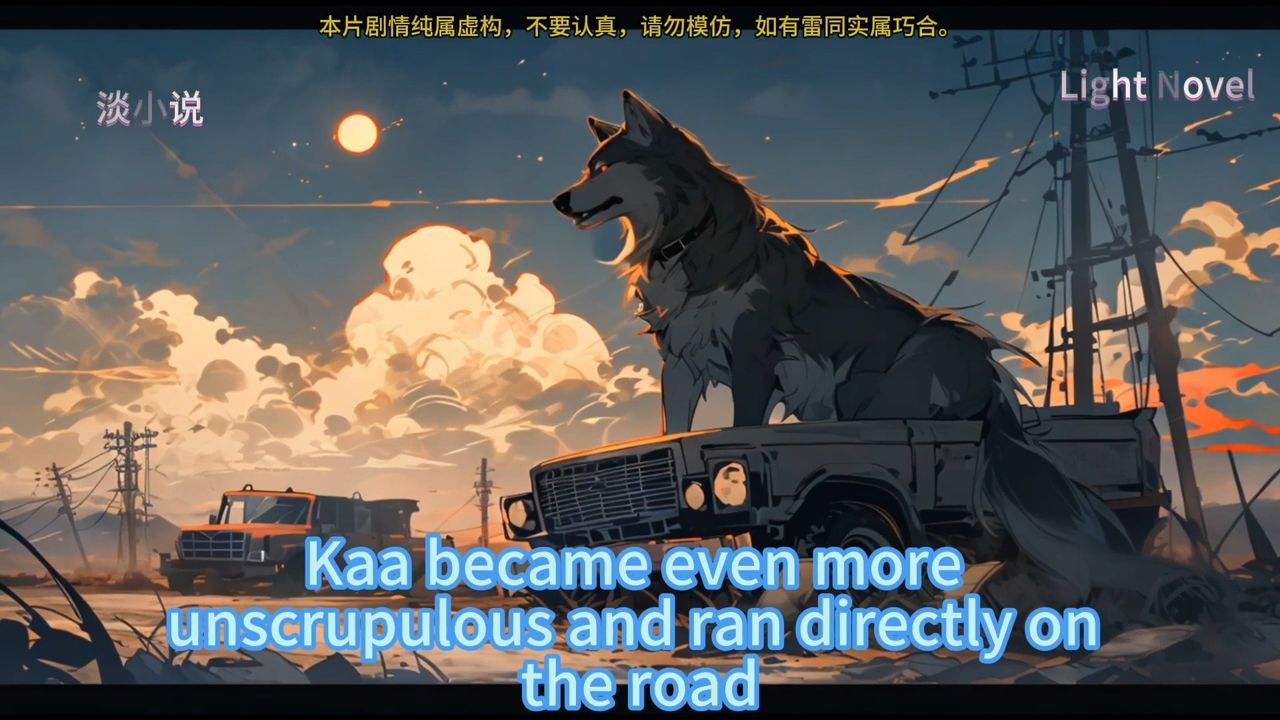 本片剧情纯属虚构，不要认真，请勿模仿，如有雷同实属巧合。
淡小说
Light Novel
Kaa became even more
unscrupulous and ran directly on
the road